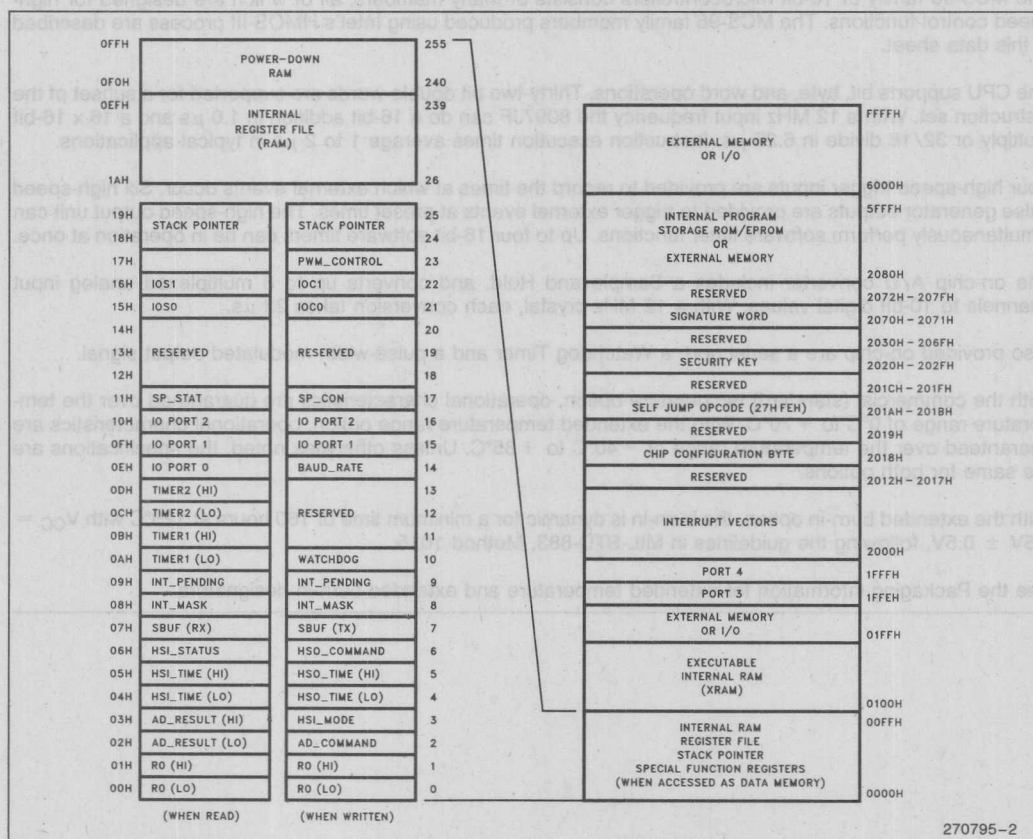 0FFH POWER-DOWN RAM 255
0F0H 240
0EFH INTERNAL REGISTER FILE (RAM) 239
1AH 26
19H STACK POINTER STACK POINTER 25
18H 24
17H PWM_CONTROL 23
16H IOS1 IOC1 22
15H IOS0 IOC0 21
14H 20
13H RESERVED RESERVED 19
12H 18
11H SP_STAT SP_CON 17
10H IO PORT 2 IO PORT 2 16
0FH IO PORT 1 IO PORT 1 15
0EH IO PORT 0 BAUD_RATE 14
0DH TIMER2 (HI) 13
0CH TIMER2 (LO) RESERVED 12
0BH TIMER1 (HI) 11
0AH TIMER1 (LO) WATCHDOG 10
09H INT_PENDING INT_PENDING 9
08H INT_MASK INT_MASK 8
07H SBUF (RX) SBUF (TX) 7
06H HSI_STATUS HSO_COMMAND 6
05H HSI_TIME (HI) HSO_TIME (HI) 5
04H HSI_TIME (LO) HSO_TIME (LO) 4
03H AD_RESULT (HI) HSI_MODE 3
02H AD_RESULT (LO) AD_COMMAND 2
01H R0 (HI) R0 (HI) 1
00H R0 (LO) R0 (LO) 0
(WHEN READ) (WHEN WRITTEN)
0FFFFH
EXTERNAL MEMORY
OR I/O
6000H
5FFFH
INTERNAL PROGRAM
STORAGE ROM/EPROM
OR
EXTERNAL MEMORY
2080H
RESERVED 2072H-207FH
SIGNATURE WORD 2070H-2071H
RESERVED 2030H-206FH
SECURITY KEY 2020H-202FH
RESERVED 201CH-201FH
SELF JUMP OPCODE (27H FEH) 201AH-201BH
RESERVED 2019H
CHIP CONFIGURATION BYTE 2018H
RESERVED 2012H-2017H
INTERRUPT VECTORS
2000H
PORT 4 1FFFH
PORT 3 1FFEH
EXTERNAL MEMORY
OR I/O
01FFH
EXECUTABLE
INTERNAL RAM
(XRAM)
0100H
00FFH
INTERNAL RAM
REGISTER FILE
STACK POINTER
SPECIAL FUNCTION REGISTERS
(WHEN ACCESSED AS DATA MEMORY)
0000H
270795-2